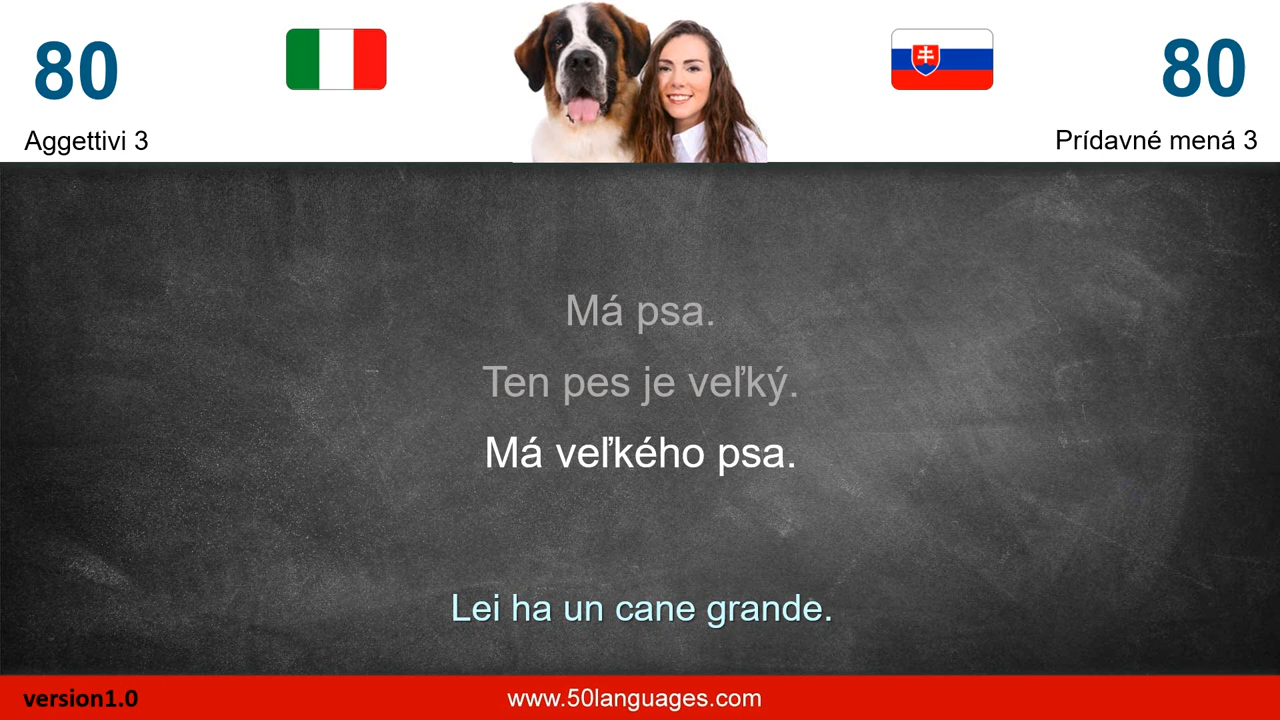 80
80
Aggettivi 3
Prídavné mená 3
Má psa.
Ten pes je veľký.
Má veľkého psa.
Lei ha un cane grande.
version1.0
www.50languages.com